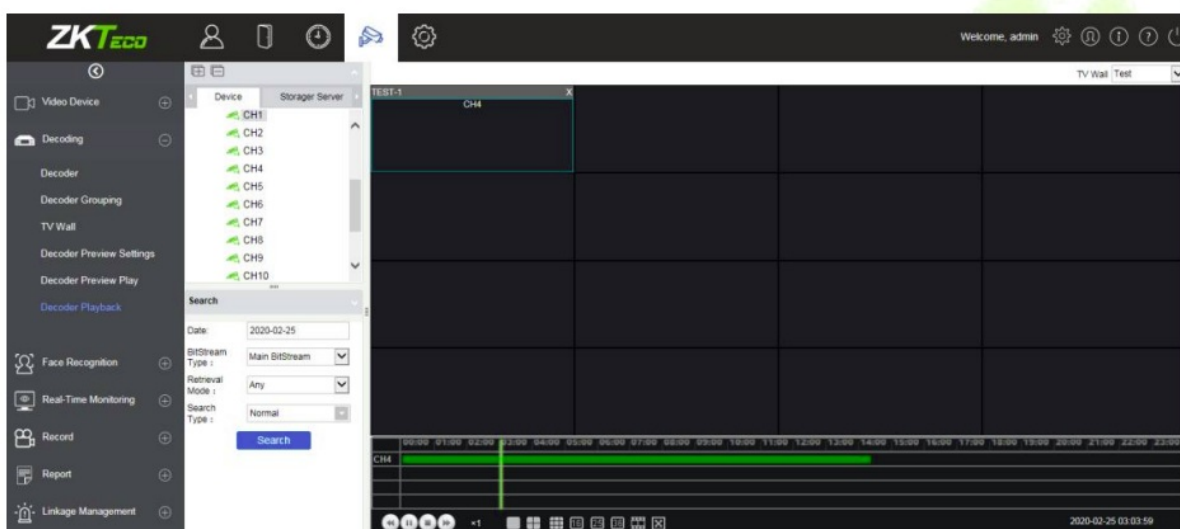 ZKTECO
Welcome, admin
TV Wall Test
Video Device
Decoding
Decoder
Decoder Grouping
TV Wall
Decoder Preview Settings
Decoder Preview Play
Decoder Playback
Face Recognition
Real-Time Monitoring
Record
Report
Linkage Management
Device Storager Server
CH1
CH2
CH3
CH4
CH5
CH6
CH7
CH8
CH9
CH10
Search
Date: 2020-02-25
BitStream Type : Main BitStream
Retrieval Mode : Any
Search Type : Normal
Search
TEST-1 X
CH4
00:00 01:00 02:00 03:00 04:00 05:00 06:00 07:00 08:00 09:00 10:00 11:00 12:00 13:00 14:00 15:00 16:00 17:00 18:00 19:00 20:00 21:00 22:00 23:00
CH4
×1
2020-02-25 03:03:59